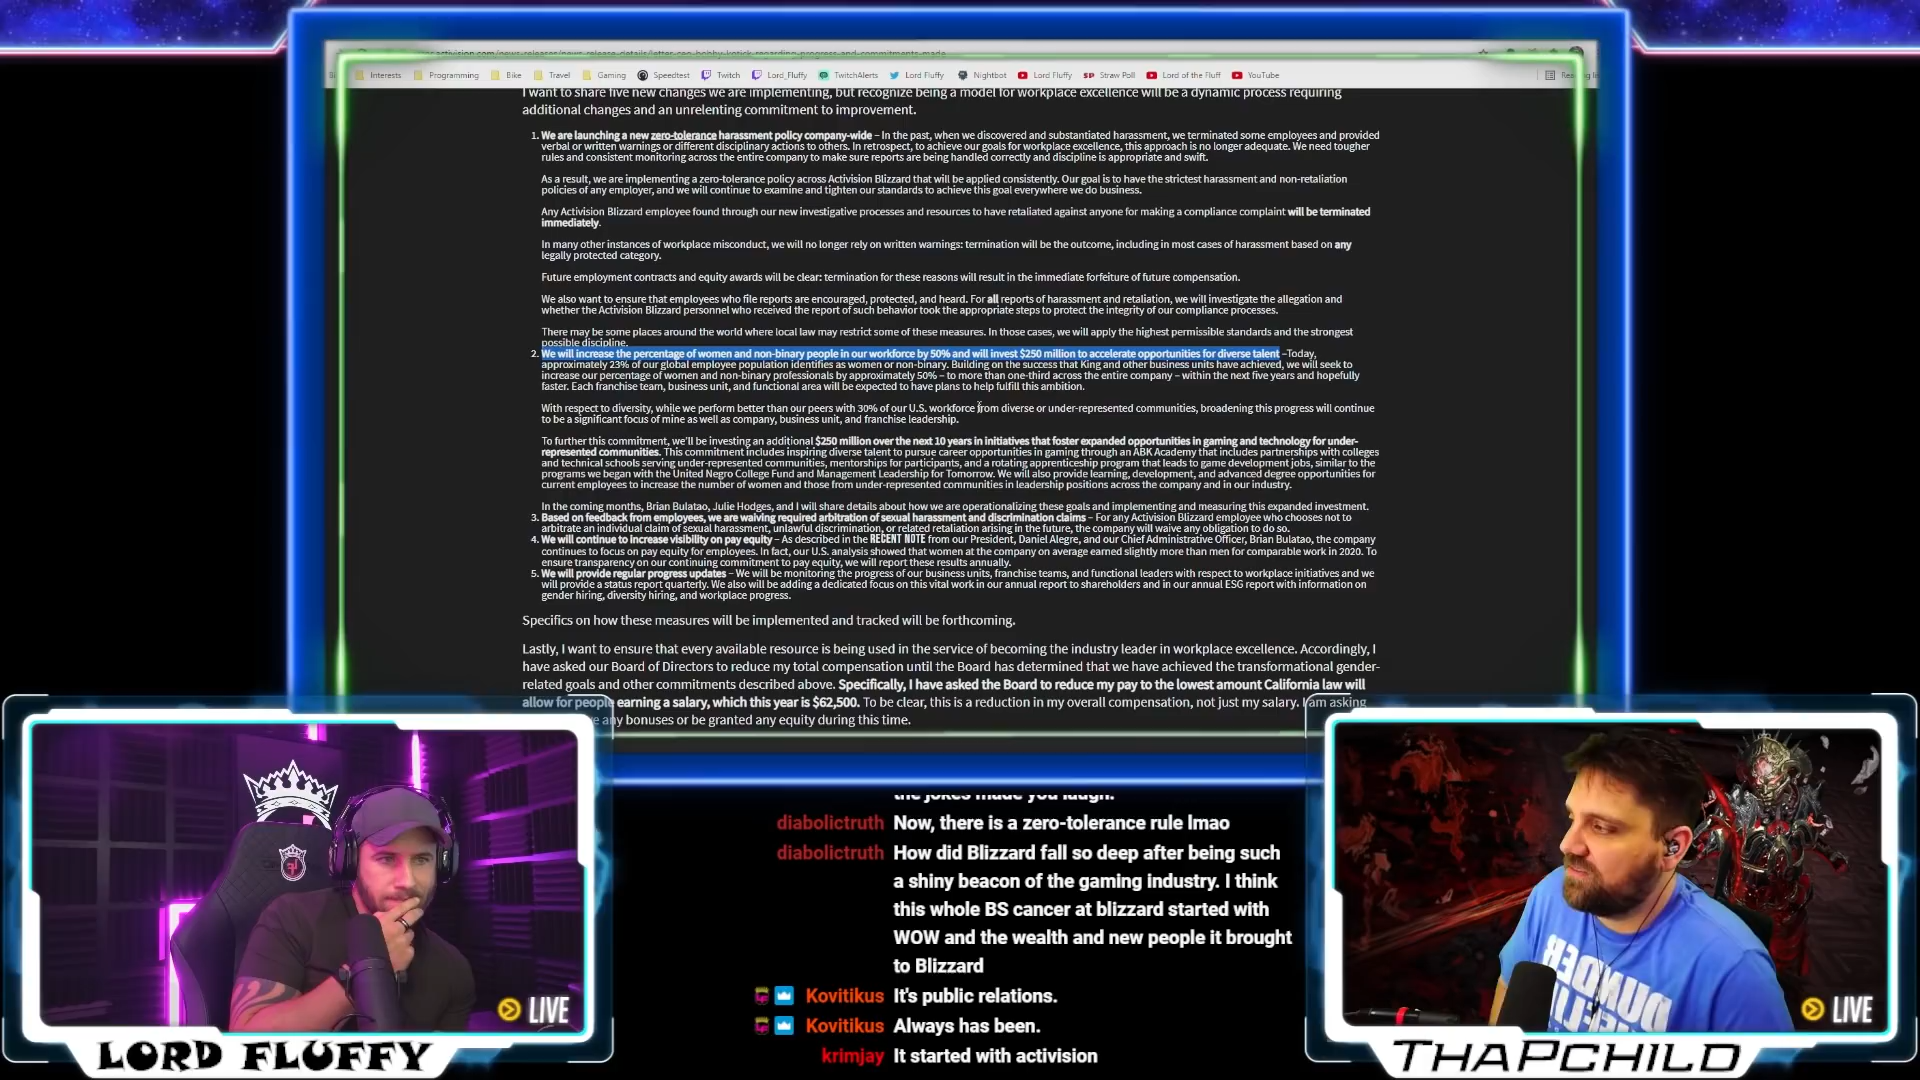 Interests Programming Bike Travel Gaming Speedtest Twitch Lord_Fluffy TwitchAlerts Lord Fluffy Nightbot Lord Fluffy Straw Poll Lord of the Fluff YouTube
I want to share five new changes we are implementing, but recognize being a model for workplace excellence will be a dynamic process requiring
additional changes and an unrelenting commitment to improvement.
1. We are launching a new zero-tolerance harassment policy company-wide – In the past, when we discovered and substantiated harassment, we terminated some employees and provided
verbal or written warnings or different disciplinary actions to others. In retrospect, to achieve our goals for workplace excellence, this approach is no longer adequate. We need tougher
rules and consistent monitoring across the entire company to make sure reports are being handled correctly and discipline is appropriate and swift.
As a result, we are implementing a zero-tolerance policy across Activision Blizzard that will be applied consistently. Our goal is to have the strictest harassment and non-retaliation
policies of any employer, and we will continue to examine and tighten our standards to achieve this goal everywhere we do business.
Any Activision Blizzard employee found through our new investigative processes and resources to have retaliated against anyone for making a compliance complaint will be terminated
immediately.
In many other instances of workplace misconduct, we will no longer rely on written warnings: termination will be the outcome, including in most cases of harassment based on any
legally protected category.
Future employment contracts and equity awards will be clear: termination for these reasons will result in the immediate forfeiture of future compensation.
We also want to ensure that employees who file reports are encouraged, protected, and heard. For all reports of harassment and retaliation, we will investigate the allegation and
whether the Activision Blizzard personnel who received the report of such behavior took the appropriate steps to protect the integrity of our compliance processes.
There may be some places around the world where local law may restrict some of these measures. In those cases, we will apply the highest permissible standards and the strongest
possible discipline.
2. We will increase the percentage of women and non-binary people in our workforce by 50% and will invest $250 million to accelerate opportunities for diverse talent –Today,
approximately 23% of our global employee population identifies as women or non-binary. Building on the success that King and other business units have achieved, we will seek to
increase our percentage of women and non-binary professionals by approximately 50% – to more than one-third across the entire company – within the next five years and hopefully
faster. Each franchise team, business unit, and functional area will be expected to have plans to help fulfill this ambition.
With respect to diversity, while we perform better than our peers with 30% of our U.S. workforce from diverse or under-represented communities, broadening this progress will continue
to be a significant focus of mine as well as company, business unit, and franchise leadership.
To further this commitment, we'll be investing an additional $250 million over the next 10 years in initiatives that foster expanded opportunities in gaming and technology for under-
represented communities. This commitment includes inspiring diverse talent to pursue career opportunities in gaming through an ABK Academy that includes partnerships with colleges
and technical schools serving under-represented communities, mentorships for participants, and a rotating apprenticeship program that leads to game development jobs, similar to the
programs we began with the United Negro College Fund and Management Leadership for Tomorrow. We will also provide learning, development, and advanced degree opportunities for
current employees to increase the number of women and those from under-represented communities in leadership positions across the company and in our industry.
In the coming months, Brian Bulatao, Julie Hodges, and I will share details about how we are operationalizing these goals and implementing and measuring this expanded investment.
3. Based on feedback from employees, we are waiving required arbitration of sexual harassment and discrimination claims – For any Activision Blizzard employee who chooses not to
arbitrate an individual claim of sexual harassment, unlawful discrimination, or related retaliation arising in the future, the company will waive any obligation to do so.
4. We will continue to increase visibility on pay equity – As described in the RECENT NOTE from our President, Daniel Alegre, and our Chief Administrative Officer, Brian Bulatao, the company
continues to focus on pay equity for employees. In fact, our U.S. analysis showed that women at the company on average earned slightly more than men for comparable work in 2020. To
ensure transparency on our continuing commitment to pay equity, we will report these results annually.
5. We will provide regular progress updates – We will be monitoring the progress of our business units, franchise teams, and functional leaders with respect to workplace initiatives and we
will provide a status report quarterly. We also will be adding a dedicated focus on this vital work in our annual report to shareholders and in our annual ESG report with information on
gender hiring, diversity hiring, and workplace progress.
Specifics on how these measures will be implemented and tracked will be forthcoming.
Lastly, I want to ensure that every available resource is being used in the service of becoming the industry leader in workplace excellence. Accordingly, I
have asked our Board of Directors to reduce my total compensation until the Board has determined that we have achieved the transformational gender-
related goals and other commitments described above. Specifically, I have asked the Board to reduce my pay to the lowest amount California law will
allow for people earning a salary, which this year is $62,500. To be clear, this is a reduction in my overall compensation, not just my salary. I am asking
any bonuses or be granted any equity during this time.
the jokes made you laugh.
diabolictruth Now, there is a zero-tolerance rule lmao
diabolictruth How did Blizzard fall so deep after being such
a shiny beacon of the gaming industry. I think
this whole BS cancer at blizzard started with
WOW and the wealth and new people it brought
to Blizzard
Kovitikus It's public relations.
Kovitikus Always has been.
krimjay It started with activision
LIVE
LORD FLUFFY
LIVE
THAPCHILD